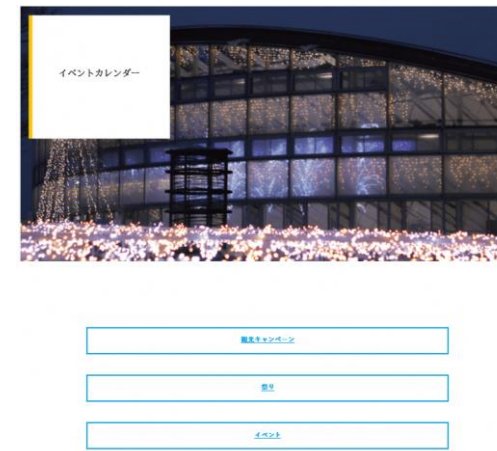 イベントカレンダー
観光キャンペーン
祭り
イベント